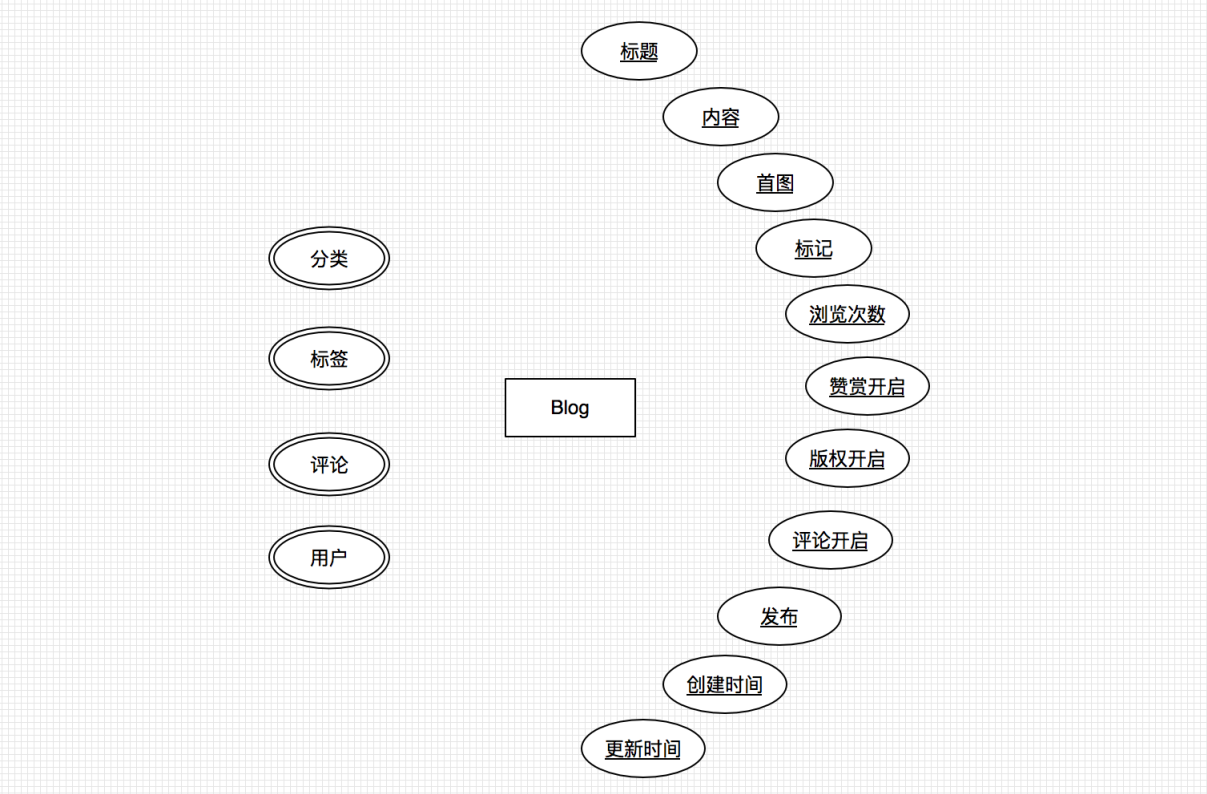 标题
内容
首图
标记
浏览次数
赞赏开启
版权开启
评论开启
发布
创建时间
更新时间
分类
标签
评论
用户
Blog